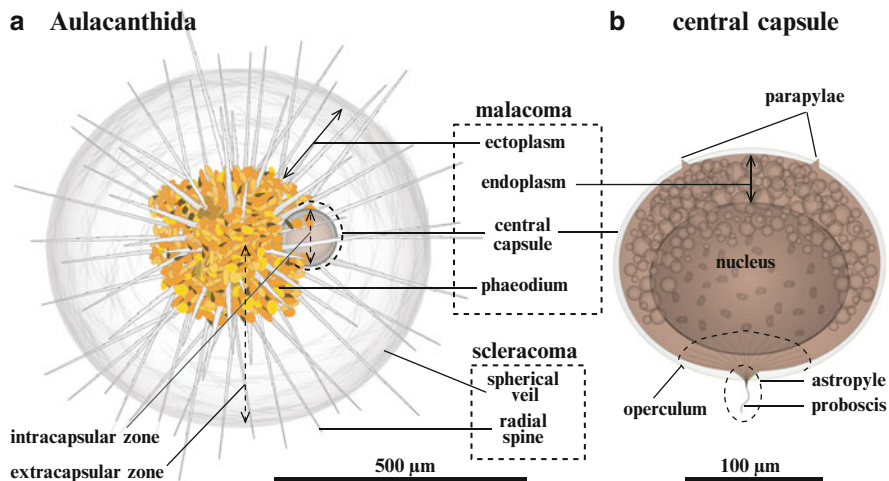 a Aulacanthida
malacoma
ectoplasm
endoplasm
central
capsule
phaeodium
scleracoma
spherical
veil
radial
spine
intracapsular zone
extracapsular zone
500 µm
b central capsule
parapylae
nucleus
operculum
astropyle
proboscis
100 µm